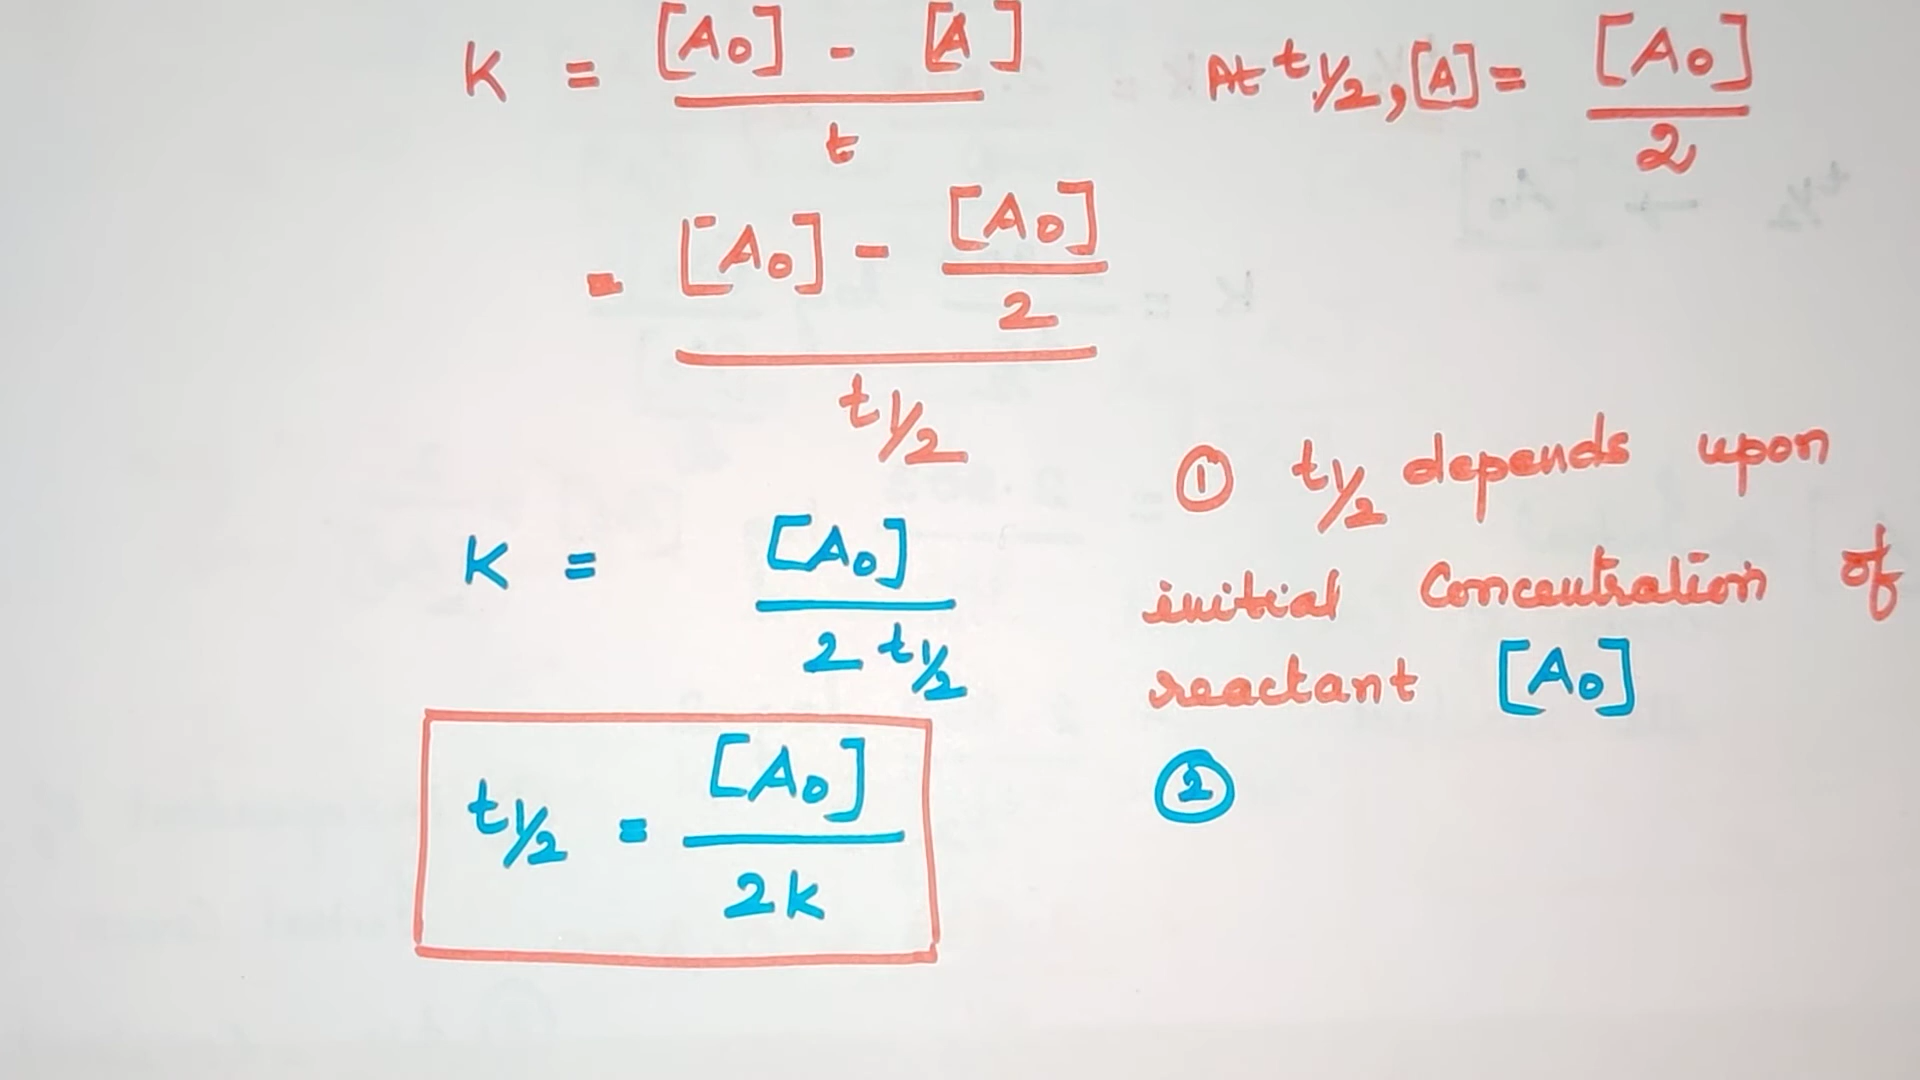 K = [A₀] - [A] / t
At t1/2, [A] = [A₀] / 2
= [A₀] - [A₀]/2 / t1/2
K = [A₀] / 2 t1/2
t1/2 = [A₀] / 2K
① t1/2 depends upon
initial Concentration of
reactant [A₀]
②